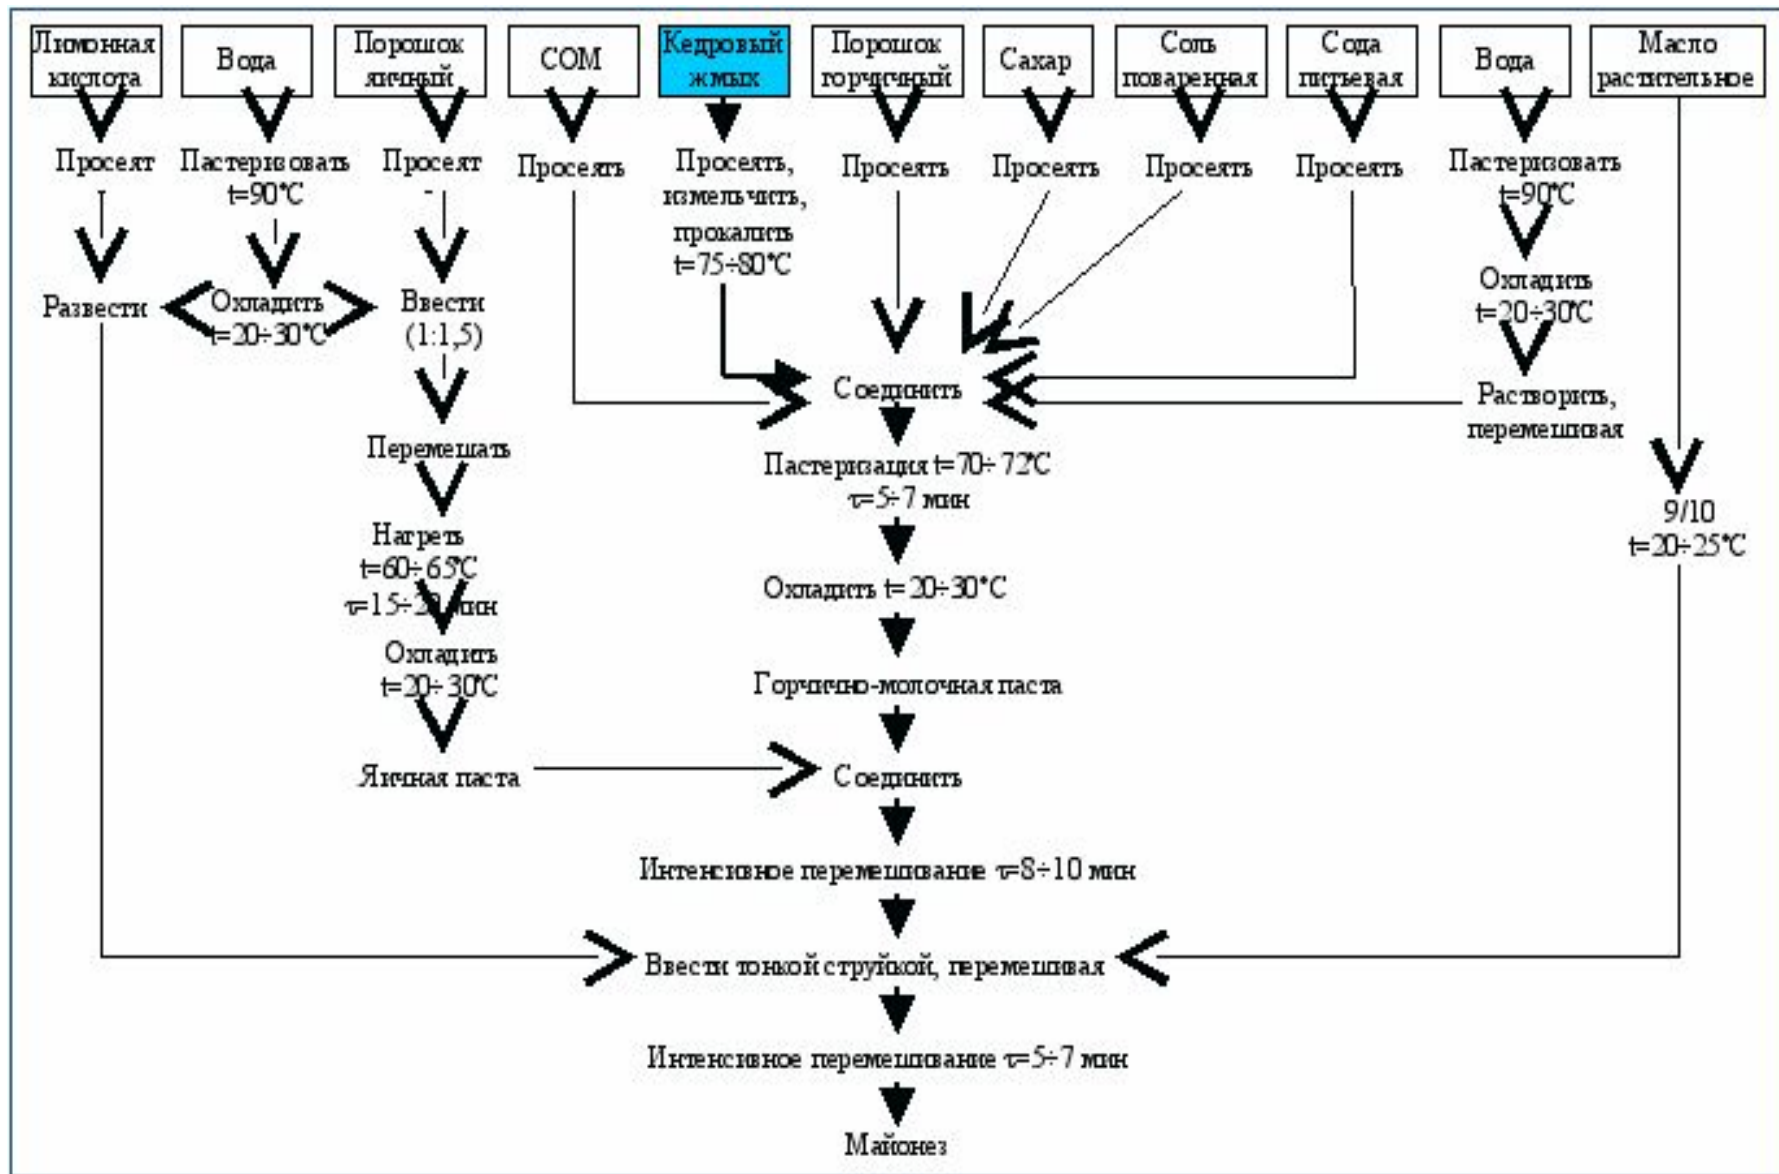 Лимонная
кислота
Вода
Порошок
яичный
СОМ
Кедровый
жмых
Порошок
горчичный
Сахар
Соль
поваренная
Сода
питьевая
Вода
Масло
растительное
Просеят
Пастеризовать
t=90°C
Просеят
Просеять
Просеять,
измельчить,
прокалить
t=75÷80°C
Просеять
Просеять
Просеять
Просеять
Пастеризовать
t=90°C
Развести
Охладить
t=20÷30°C
Ввести
(1:1,5)
Охладить
t=20÷30°C
Соединить
Растворить,
перемешивая
Перемешать
Пастеризация t=70÷72°C
τ=5÷7 мин
9/10
t=20÷25°C
Нагреть
t=60÷65°C
τ=15÷20 мин
Охладить t=20÷30°C
Охладить
t=20÷30°C
Горчично-молочная паста
Яичная паста
Соединить
Интенсивное перемешивание τ=8÷10 мин
Ввести тонкой струйкой, перемешивая
Интенсивное перемешивание τ=5÷7 мин
Майонез